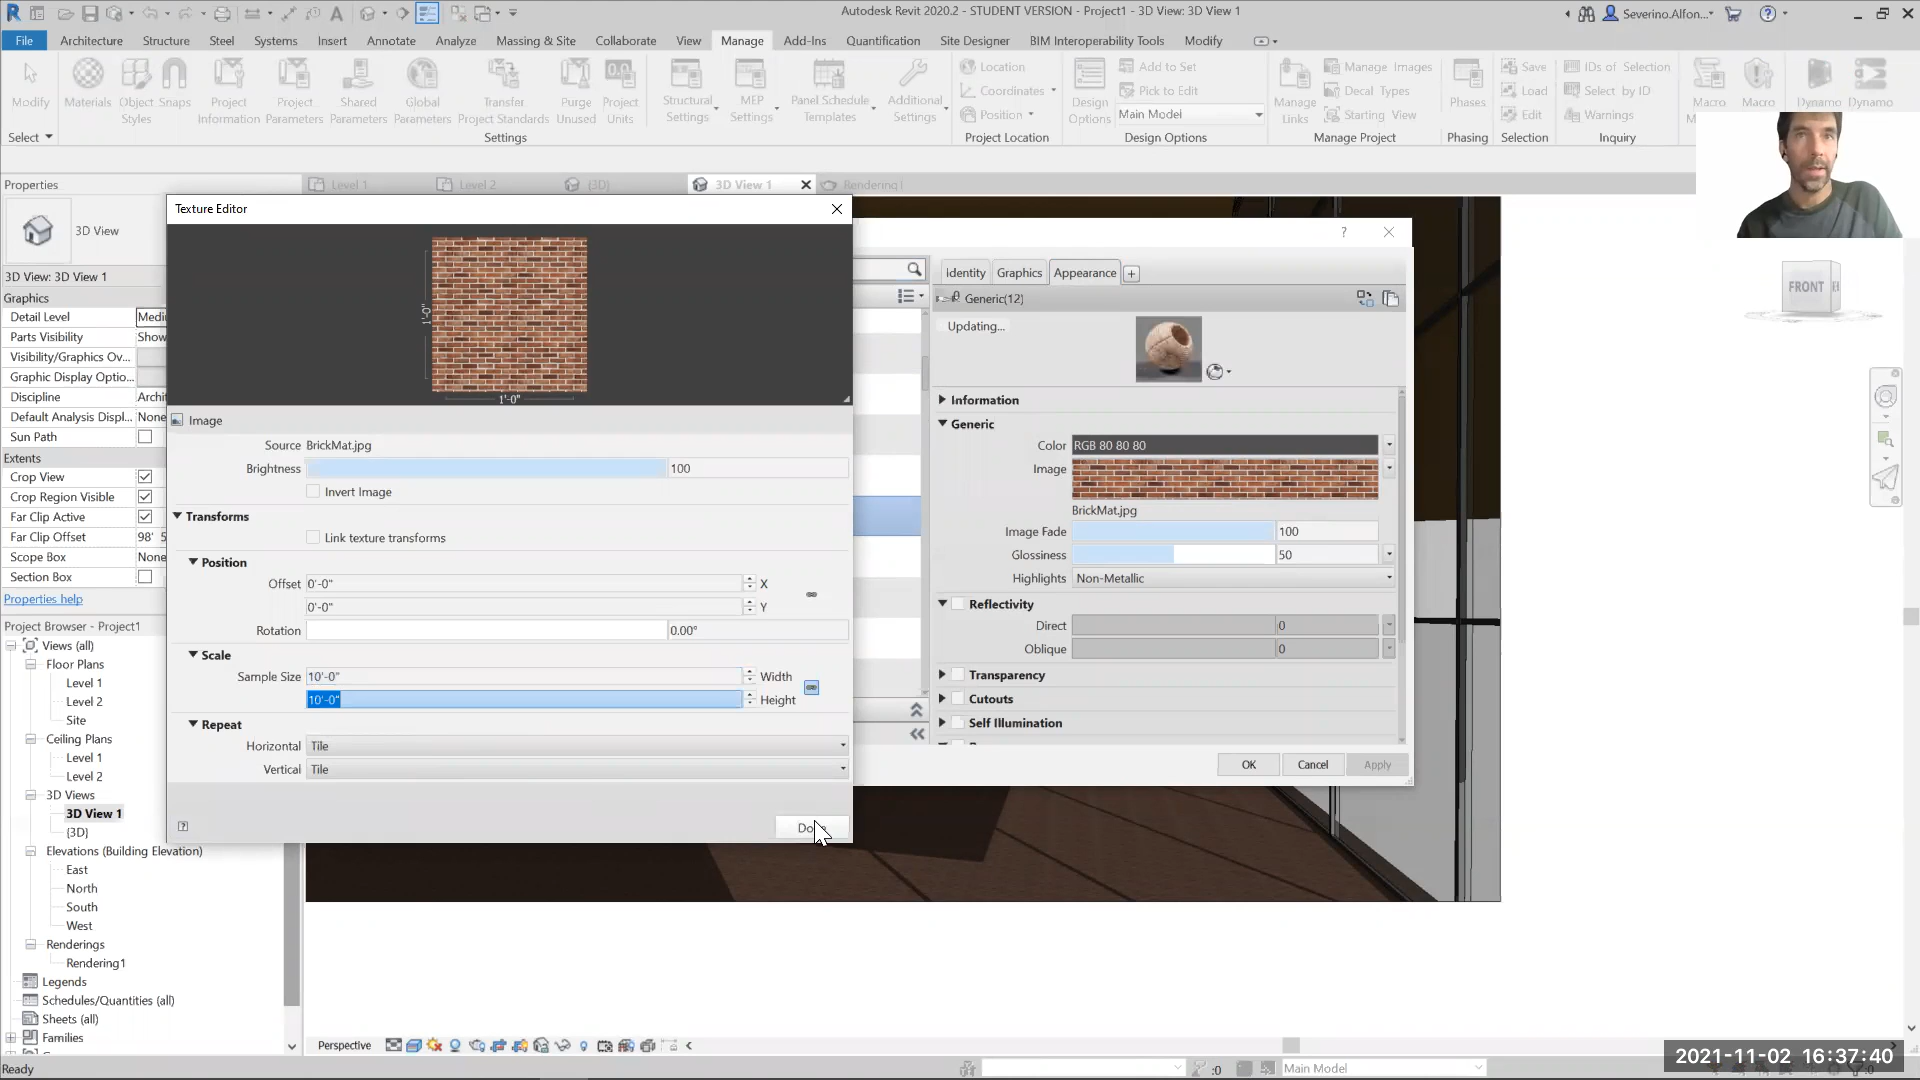 Autodesk Revit 2020.2 - STUDENT VERSION - Project1 - 3D View: 3D View 1
Severino.Alfon...
File Architecture Structure Steel Systems Insert Annotate Analyze Massing & Site Collaborate View Manage Add-Ins Quantification Site Designer BIM Interoperability Tools Modify
Modify
Materials
Object Styles
Snaps
Project Information
Project Parameters
Shared Parameters
Global Parameters
Transfer Project Standards
Purge Unused
Project Units
Structural Settings
MEP Settings
Panel Schedule Templates
Additional Settings
Location
Coordinates
Position
Design Options
Add to Set
Pick to Edit
Main Model
Manage Links
Manage Images
Decal Types
Starting View
Phases
Save
Load
Edit
IDs of Selection
Select by ID
Warnings
Macro
Macro
Dynamo
Dynamo
Select
Settings
Project Location
Design Options
Manage Project
Phasing
Selection
Inquiry
Properties
Level 1
Level 2
{3D}
3D View 1
Rendering1
3D View
3D View: 3D View 1
Graphics
Detail Level Medi
Parts Visibility Show
Visibility/Graphics Ov...
Graphic Display Optio...
Discipline Archi
Default Analysis Displ... None
Sun Path
Extents
Crop View
Crop Region Visible
Far Clip Active
Far Clip Offset 98' 5
Scope Box None
Section Box
Properties help
Project Browser - Project1
Views (all)
Floor Plans
Level 1
Level 2
Site
Ceiling Plans
Level 1
Level 2
3D Views
3D View 1
{3D}
Elevations (Building Elevation)
East
North
South
West
Renderings
Rendering1
Legends
Schedules/Quantities (all)
Sheets (all)
Families
Texture Editor
1'-0"
1'-0"
Image
Source BrickMat.jpg
Brightness 100
Invert Image
Transforms
Link texture transforms
Position
Offset 0'-0" X
0'-0" Y
Rotation 0.00°
Scale
Sample Size 10'-0" Width
10'-0" Height
Repeat
Horizontal Tile
Vertical Tile
?
Identity Graphics Appearance +
Generic(12)
Updating...
Information
Generic
Color RGB 80 80 80
Image
BrickMat.jpg
Image Fade 100
Glossiness 50
Highlights Non-Metallic
Reflectivity
Direct 0
Oblique 0
Transparency
Cutouts
Self Illumination
OK Cancel Apply
FRONT
Perspective
Ready
:0
Main Model
2021-11-02 16:37:40